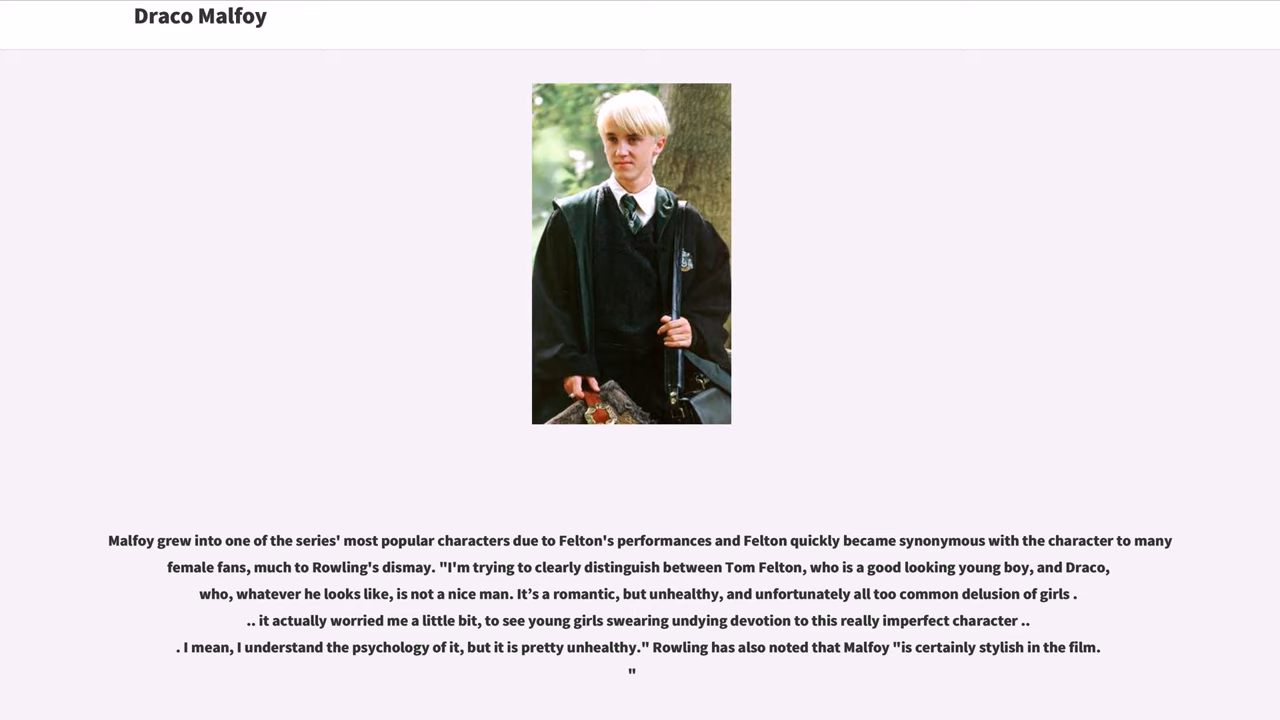 Draco Malfoy
Malfoy grew into one of the series' most popular characters due to Felton's performances and Felton quickly became synonymous with the character to many
female fans, much to Rowling's dismay. "I'm trying to clearly distinguish between Tom Felton, who is a good looking young boy, and Draco,
who, whatever he looks like, is not a nice man. It’s a romantic, but unhealthy, and unfortunately all too common delusion of girls .
.. it actually worried me a little bit, to see young girls swearing undying devotion to this really imperfect character ..
. I mean, I understand the psychology of it, but it is pretty unhealthy." Rowling has also noted that Malfoy "is certainly stylish in the film.
"